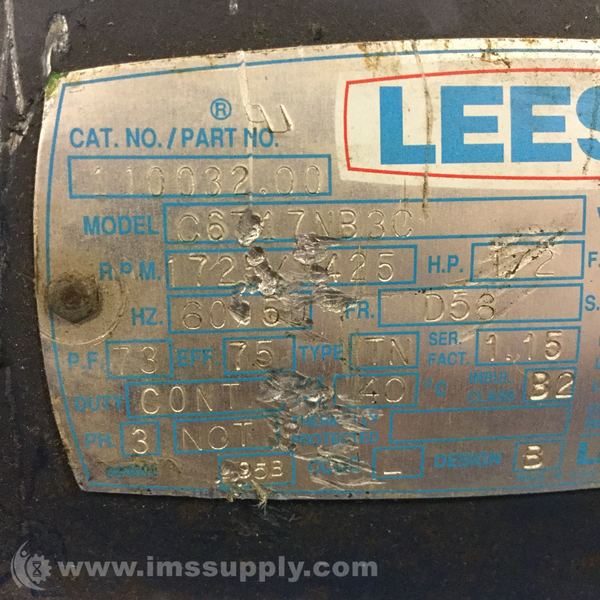 LEES
®
CAT. NO./PART NO.
110032.00
MODEL C6T17NB3C
R.P.M. 1725/1425 H.P. 1/2 F.
HZ. 60/50 FR. D56 S.
P.F. 73 EFF. 75 TYPE TN SER. FACT. 1.15
DUTY CONT 40 °C INSUL. CLASS B2
PH. 3 NOT PROTECTED
CODE L DESIGN B
www.imssupply.com